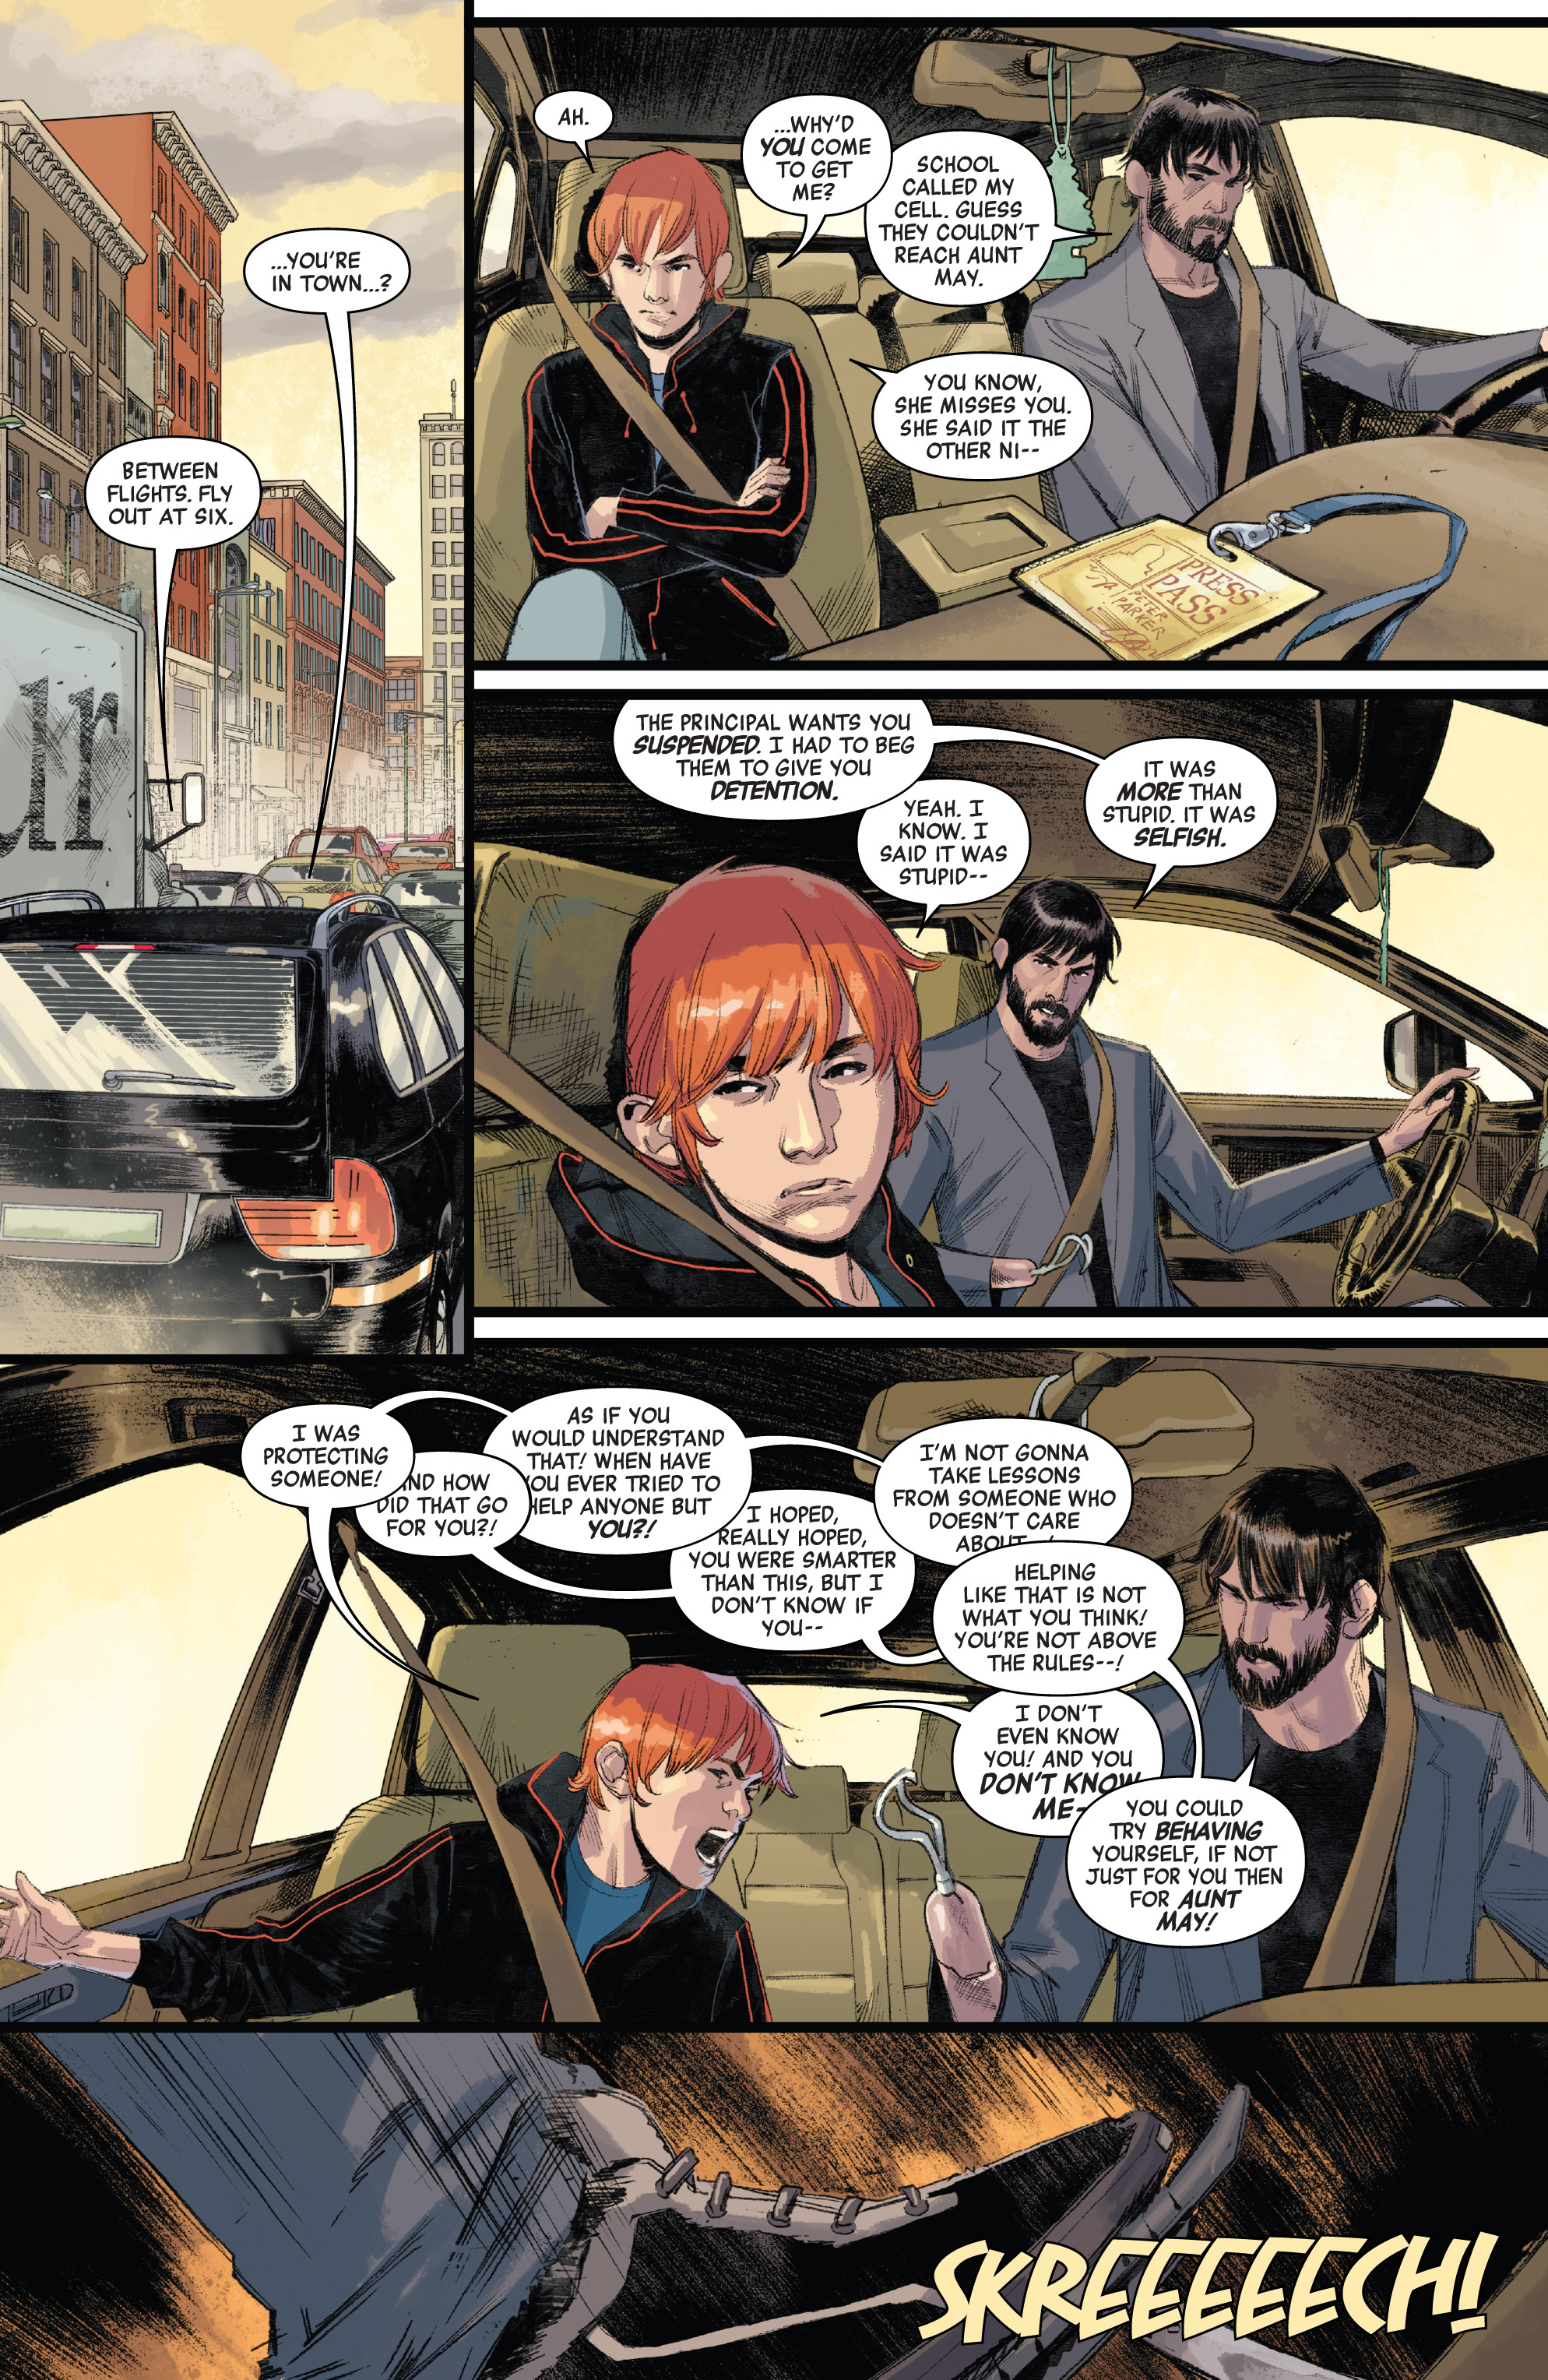 ...YOU'RE
IN TOWN...?
BETWEEN
FLIGHTS. FLY
OUT AT SIX.
AH.
...WHY'D
YOU COME
TO GET
ME?
SCHOOL
CALLED MY
CELL. GUESS
THEY COULDN'T
REACH AUNT
MAY.
YOU KNOW,
SHE MISSES YOU.
SHE SAID IT THE
OTHER NI--
PRESS
PASS
PETER
PARKER
THE PRINCIPAL WANTS YOU
SUSPENDED. I HAD TO BEG
THEM TO GIVE YOU
DETENTION.
YEAH. I
KNOW. I
SAID IT WAS
STUPID--
IT WAS
MORE THAN
STUPID. IT WAS
SELFISH.
I WAS
PROTECTING
SOMEONE!
AND HOW
DID THAT GO
FOR YOU?!
AS IF YOU
WOULD UNDERSTAND
THAT! WHEN HAVE
YOU EVER TRIED TO
HELP ANYONE BUT
YOU?!
I HOPED,
REALLY HOPED,
YOU WERE SMARTER
THAN THIS, BUT I
DON'T KNOW IF
YOU--
I'M NOT GONNA
TAKE LESSONS
FROM SOMEONE WHO
DOESN'T CARE
ABOUT--!
HELPING
LIKE THAT IS NOT
WHAT YOU THINK!
YOU'RE NOT ABOVE
THE RULES--!
I DON'T
EVEN KNOW
YOU! AND YOU
DON'T KNOW
ME-
YOU COULD
TRY BEHAVING
YOURSELF, IF NOT
JUST FOR YOU THEN
FOR AUNT
MAY!
SKREEEEEECH!